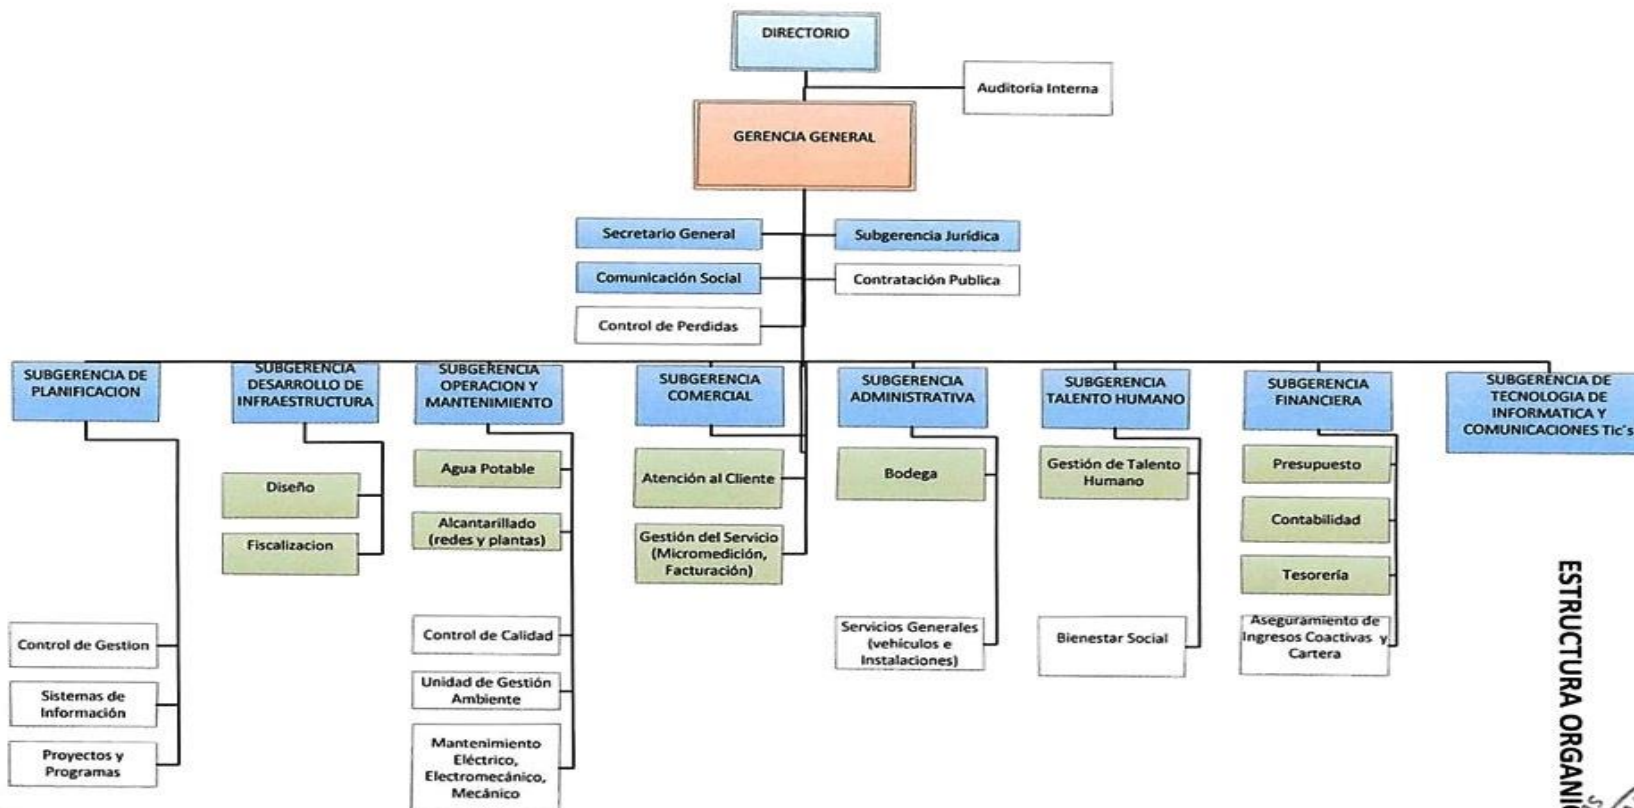 DIRECTORIO
Auditoria Interna
GERENCIA GENERAL
Secretario General
Subgerencia Jurídica
Comunicación Social
Contratación Publica
Control de Perdidas
SUBGERENCIA DE
PLANIFICACION
SUBGERENCIA
DESARROLLO DE
INFRAESTRUCTURA
SUBGERENCIA
OPERACION Y
MANTENIMIENTO
SUBGERENCIA
COMERCIAL
SUBGERENCIA
ADMINISTRATIVA
SUBGERENCIA
TALENTO HUMANO
SUBGERENCIA
FINANCIERA
SUBGERENCIA DE
TECNOLOGIA DE
INFORMATICA Y
COMUNICACIONES Tic´s
Control de Gestion
Sistemas de
Información
Proyectos y
Programas
Diseño
Fiscalizacion
Agua Potable
Alcantarillado
(redes y plantas)
Control de Calidad
Unidad de Gestión
Ambiente
Mantenimiento
Eléctrico,
Electromecánico,
Mecánico
Atención al Cliente
Gestión del Servicio
(Micromedición,
Facturación)
Bodega
Servicios Generales
(vehículos e
Instalaciones)
Gestión de Talento
Humano
Bienestar Social
Presupuesto
Contabilidad
Tesorería
Aseguramiento de
Ingresos Coactivas y
Cartera
ESTRUCTURA